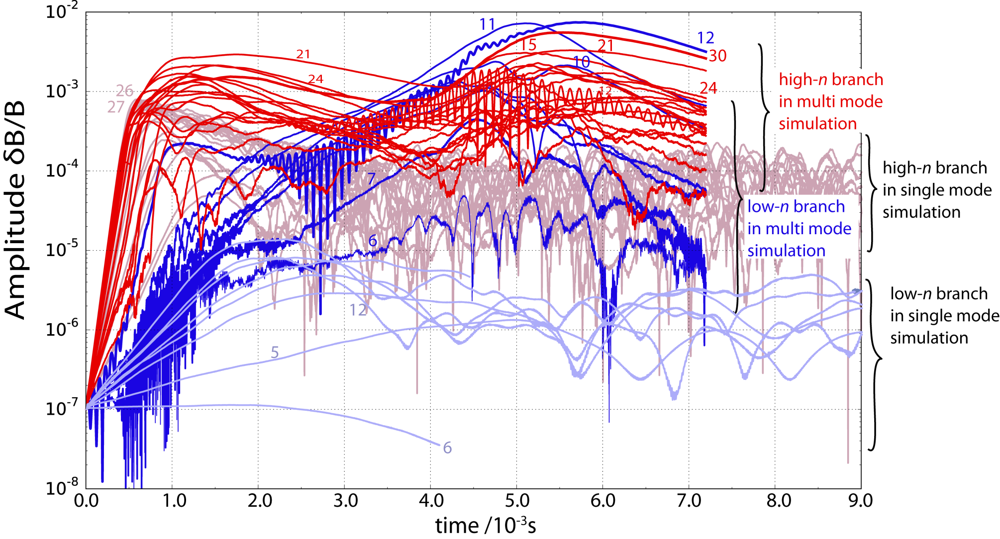 10-2
10-3
10-4
10-5
10-6
10-7
10-8
Amplitude δB/B
0.0 1.0 2.0 3.0 4.0 5.0 6.0 7.0 8.0 9.0
time /10-3s
11
12
15
21
30
21
10
24
24
12
26
27
7
6
11
12
5
6
high-n branch
in multi mode
simulation
high-n branch
in single mode
simulation
low-n branch
in multi mode
simulation
low-n branch
in single mode
simulation